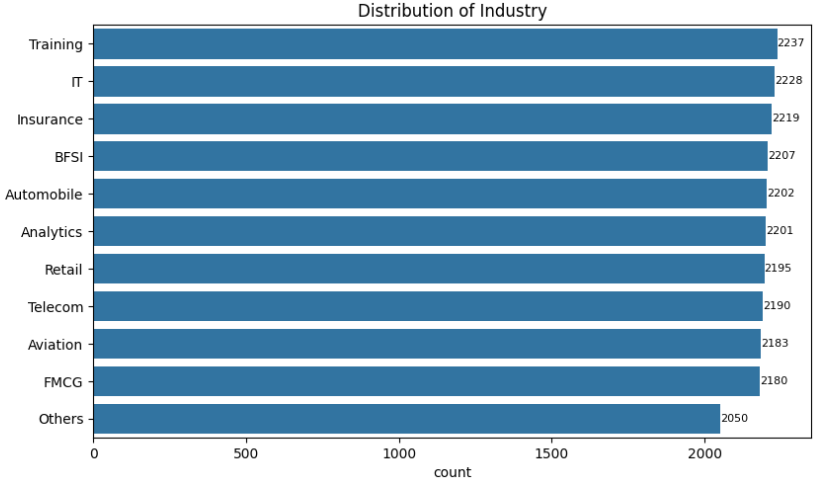 Distribution of Industry
Training 2237
IT 2228
Insurance 2219
BFSI 2207
Automobile 2202
Analytics 2201
Retail 2195
Telecom 2190
Aviation 2183
FMCG 2180
Others 2050
0 500 1000 1500 2000
count